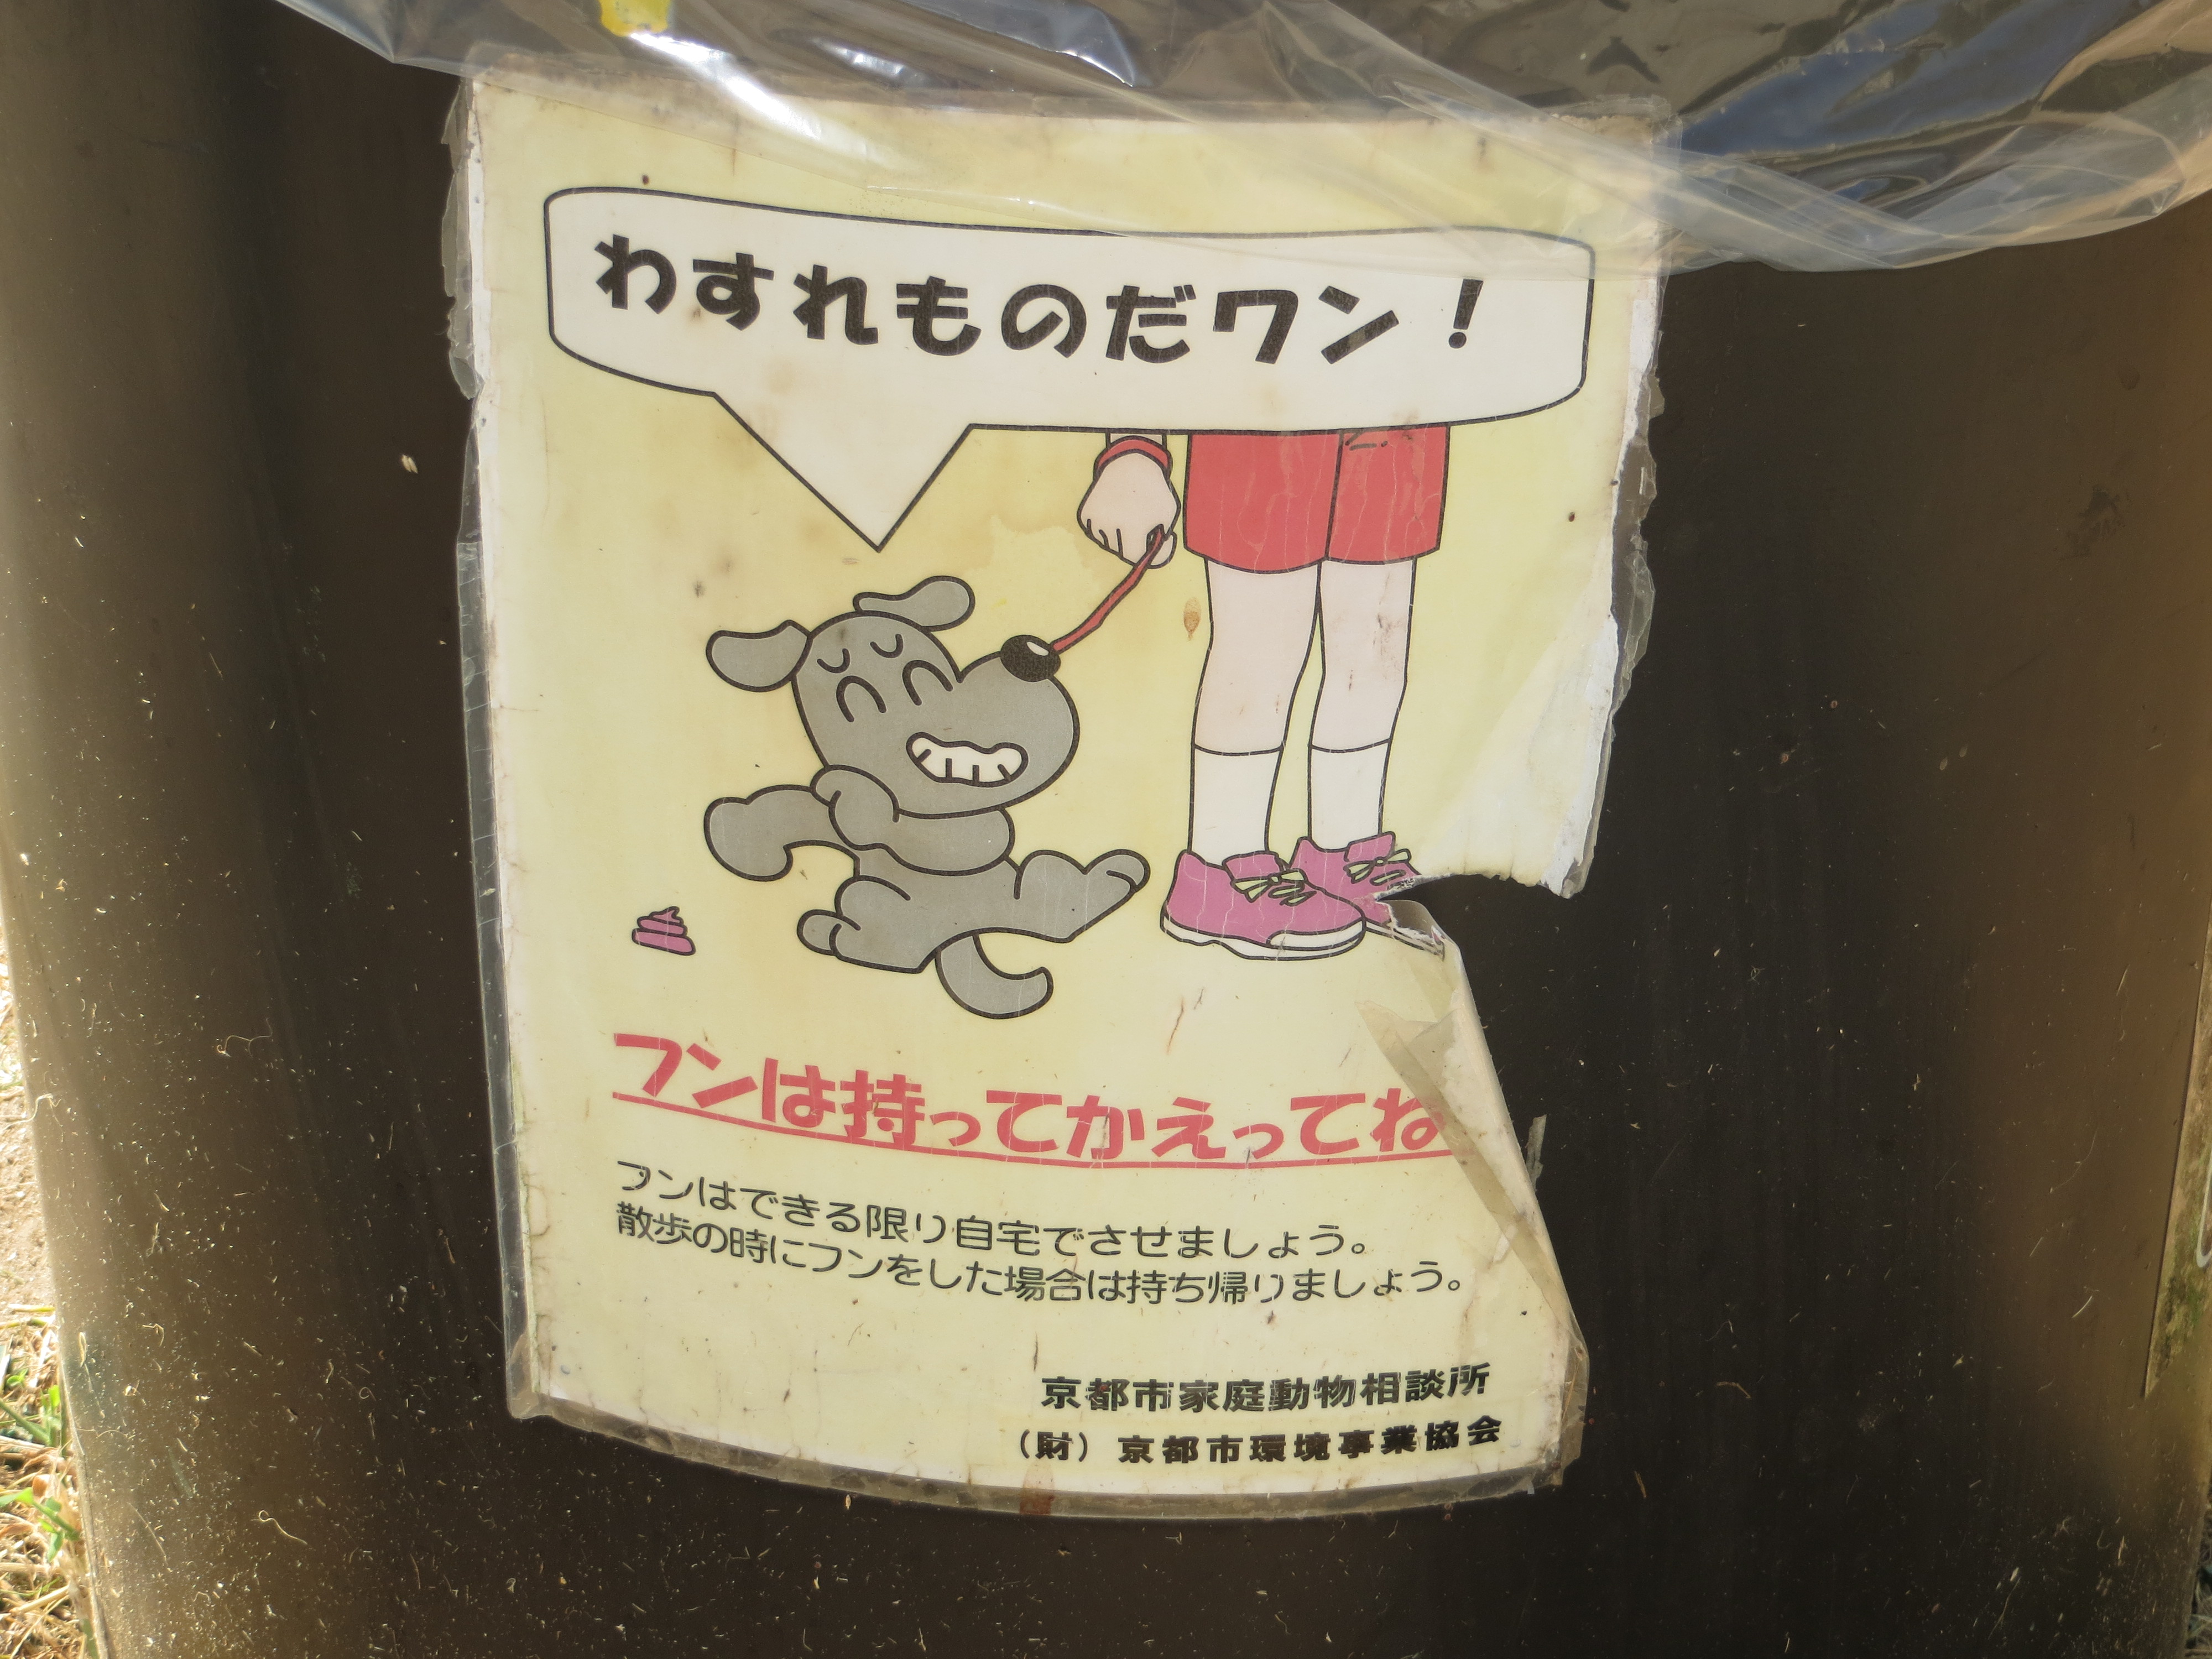 わすれものだワン！
フンは持ってかえってね
フンはできる限り自宅でさせましょう。
散歩の時にフンをした場合は持ち帰りましょう。
京都市家庭動物相談所
（財）京都市環境事業協会